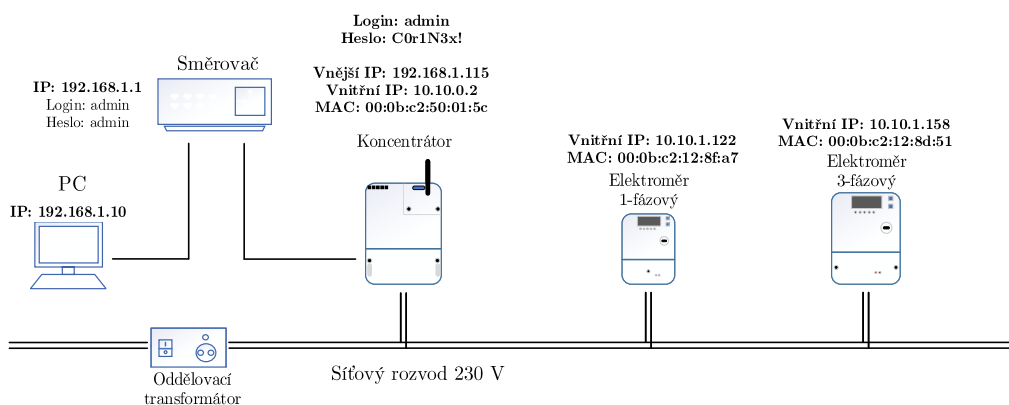 Login: admin
Heslo: C0r1N3x!
Směrovač
IP: 192.168.1.1
Login: admin
Heslo: admin
Vnější IP: 192.168.1.115
Vnitřní IP: 10.10.0.2
MAC: 00:0b:c2:50:01:5c
Koncentrátor
Vnitřní IP: 10.10.1.122
MAC: 00:0b:c2:12:8f:a7
Elektroměr
1-fázový
Vnitřní IP: 10.10.1.158
MAC: 00:0b:c2:12:8d:51
Elektroměr
3-fázový
PC
IP: 192.168.1.10
Oddělovací
transformátor
Síťový rozvod 230 V